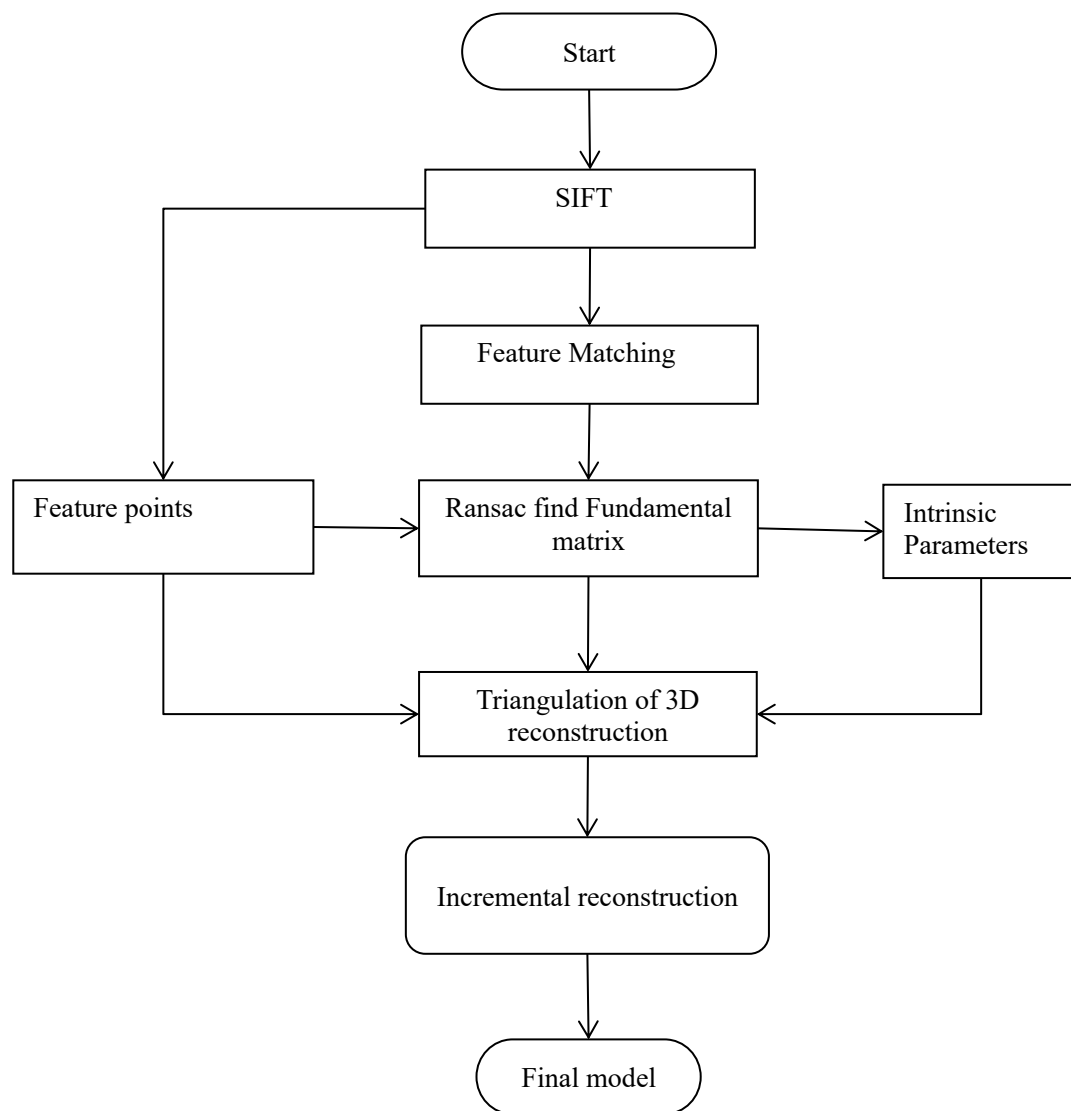 Start
SIFT
Feature Matching
Feature points
Ransac find Fundamental
matrix
Intrinsic
Parameters
Triangulation of 3D
reconstruction
Incremental reconstruction
Final model